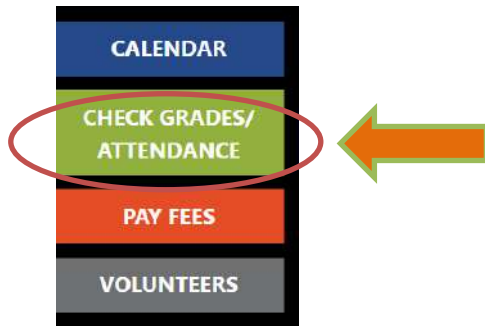 CALENDAR
CHECK GRADES/
ATTENDANCE
PAY FEES
VOLUNTEERS